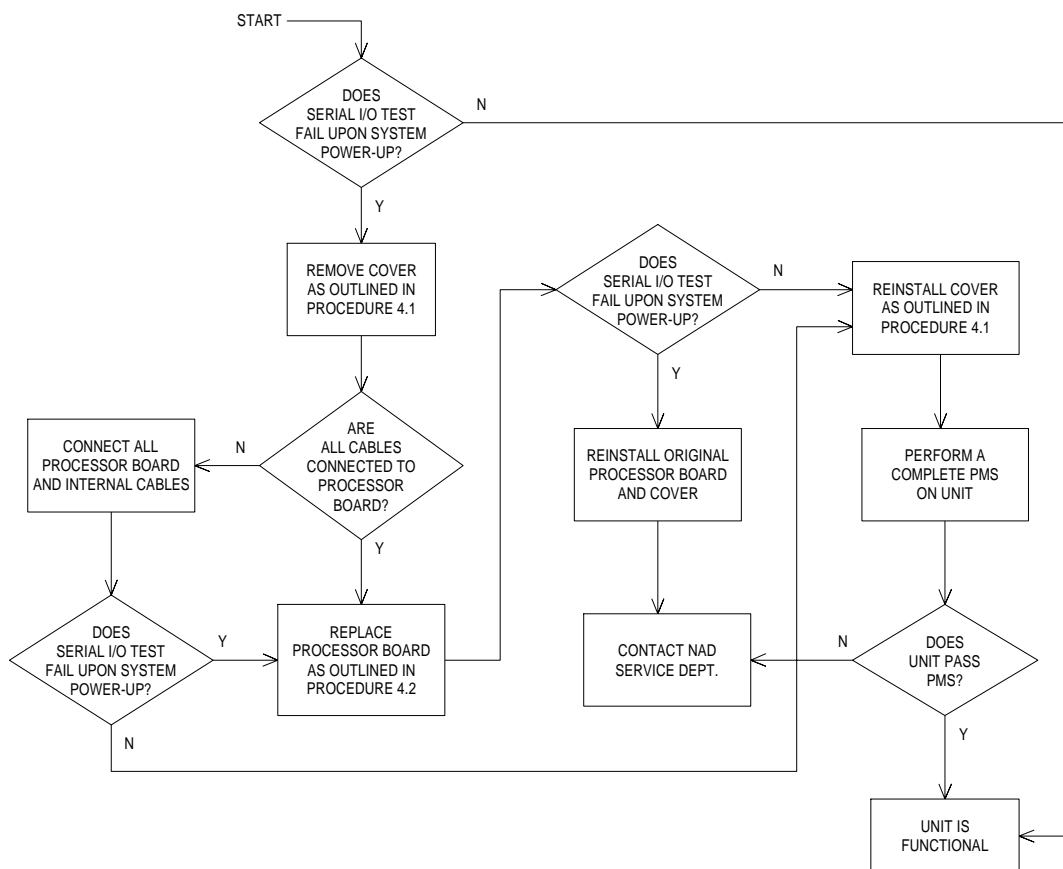 START
DOES
SERIAL I/O TEST
FAIL UPON SYSTEM
POWER-UP?
N
Y
REMOVE COVER
AS OUTLINED IN
PROCEDURE 4.1
ARE
ALL CABLES
CONNECTED TO
PROCESSOR
BOARD?
N
Y
CONNECT ALL
PROCESSOR BOARD
AND INTERNAL CABLES
DOES
SERIAL I/O TEST
FAIL UPON SYSTEM
POWER-UP?
Y
N
REPLACE
PROCESSOR BOARD
AS OUTLINED IN
PROCEDURE 4.2
DOES
SERIAL I/O TEST
FAIL UPON SYSTEM
POWER-UP?
N
Y
REINSTALL ORIGINAL
PROCESSOR BOARD
AND COVER
CONTACT NAD
SERVICE DEPT.
REINSTALL COVER
AS OUTLINED IN
PROCEDURE 4.1
PERFORM A
COMPLETE PMS
ON UNIT
DOES
UNIT PASS
PMS?
N
Y
UNIT IS
FUNCTIONAL